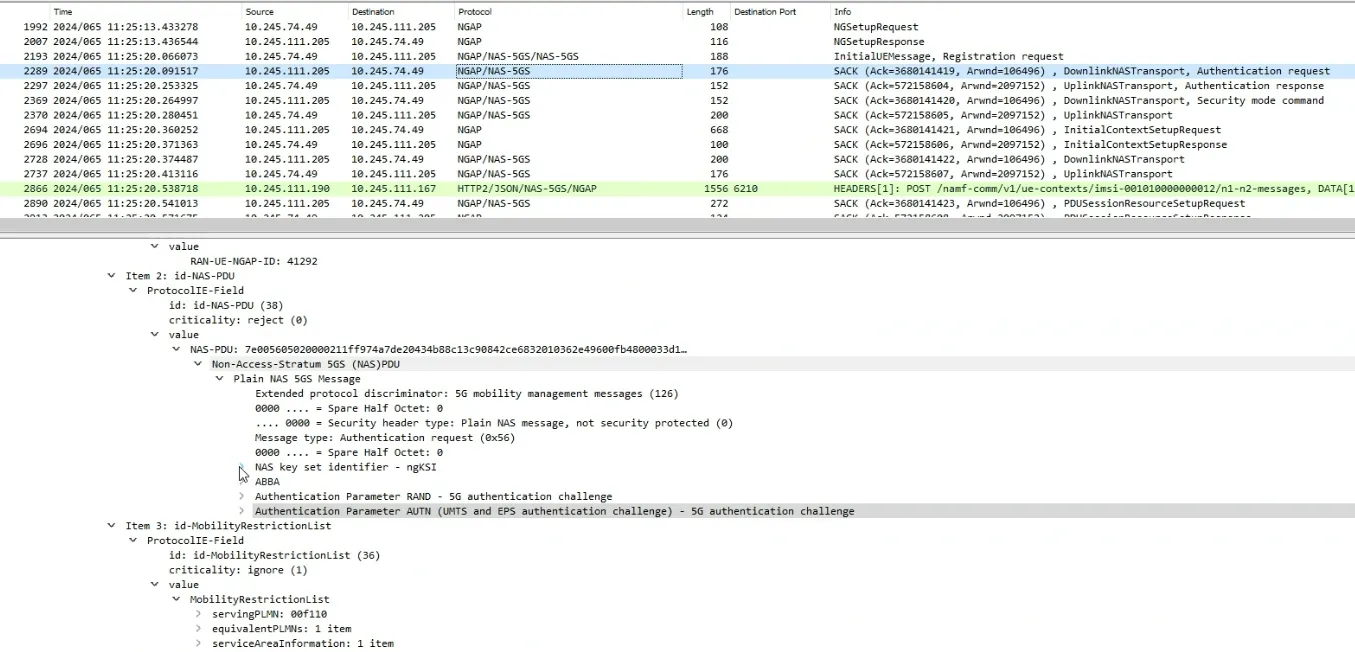 Time Source Destination Protocol Length Destination Port Info
1992 2024/065 11:25:13.433278 10.245.74.49 10.245.111.205 NGAP 108 NGSetupRequest
2007 2024/065 11:25:13.436544 10.245.111.205 10.245.74.49 NGAP 116 NGSetupResponse
2193 2024/065 11:25:20.066073 10.245.74.49 10.245.111.205 NGAP/NAS-5GS/NAS-5GS 188 InitialUEMessage, Registration request
2289 2024/065 11:25:20.091517 10.245.111.205 10.245.74.49 NGAP/NAS-5GS 176 SACK (Ack=3680141419, Arwnd=106496) , DownlinkNASTransport, Authentication request
2297 2024/065 11:25:20.253325 10.245.74.49 10.245.111.205 NGAP/NAS-5GS 152 SACK (Ack=572158604, Arwnd=2097152) , UplinkNASTransport, Authentication response
2369 2024/065 11:25:20.264997 10.245.111.205 10.245.74.49 NGAP/NAS-5GS 152 SACK (Ack=3680141420, Arwnd=106496) , DownlinkNASTransport, Security mode command
2370 2024/065 11:25:20.280451 10.245.74.49 10.245.111.205 NGAP/NAS-5GS 200 SACK (Ack=572158605, Arwnd=2097152) , UplinkNASTransport
2694 2024/065 11:25:20.360252 10.245.111.205 10.245.74.49 NGAP 668 SACK (Ack=3680141421, Arwnd=106496) , InitialContextSetupRequest
2696 2024/065 11:25:20.371363 10.245.74.49 10.245.111.205 NGAP 100 SACK (Ack=572158606, Arwnd=2097152) , InitialContextSetupResponse
2728 2024/065 11:25:20.374487 10.245.111.205 10.245.74.49 NGAP/NAS-5GS 200 SACK (Ack=3680141422, Arwnd=106496) , DownlinkNASTransport
2737 2024/065 11:25:20.413116 10.245.74.49 10.245.111.205 NGAP/NAS-5GS 176 SACK (Ack=572158607, Arwnd=2097152) , UplinkNASTransport
2866 2024/065 11:25:20.538718 10.245.111.190 10.245.111.167 HTTP2/JSON/NAS-5GS/NGAP 1556 6210 HEADERS[1]: POST /namf-comm/v1/ue-contexts/imsi-001010000000012/n1-n2-messages, DATA[1
2890 2024/065 11:25:20.541013 10.245.111.205 10.245.74.49 NGAP/NAS-5GS 272 SACK (Ack=3680141423, Arwnd=106496) , PDUSessionResourceSetupRequest
value
RAN-UE-NGAP-ID: 41292
Item 2: id-NAS-PDU
ProtocolIE-Field
id: id-NAS-PDU (38)
criticality: reject (0)
value
NAS-PDU: 7e005605020000211ff974a7de20434b88c13c90842ce6832010362e49600fb4800033d1…
Non-Access-Stratum 5GS (NAS)PDU
Plain NAS 5GS Message
Extended protocol discriminator: 5G mobility management messages (126)
0000 .... = Spare Half Octet: 0
.... 0000 = Security header type: Plain NAS message, not security protected (0)
Message type: Authentication request (0x56)
0000 .... = Spare Half Octet: 0
NAS key set identifier - ngKSI
ABBA
Authentication Parameter RAND - 5G authentication challenge
Authentication Parameter AUTN (UMTS and EPS authentication challenge) - 5G authentication challenge
Item 3: id-MobilityRestrictionList
ProtocolIE-Field
id: id-MobilityRestrictionList (36)
criticality: ignore (1)
value
MobilityRestrictionList
servingPLMN: 00f110
equivalentPLMNs: 1 item
serviceAreaInformation: 1 item